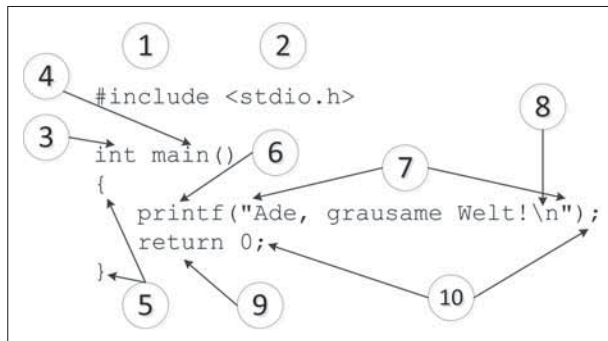 1 2
4
#include <stdio.h>
8
3
int main()
6
7
{
printf("Ade, grausame Welt!\n");
return 0;
}
5
9
10